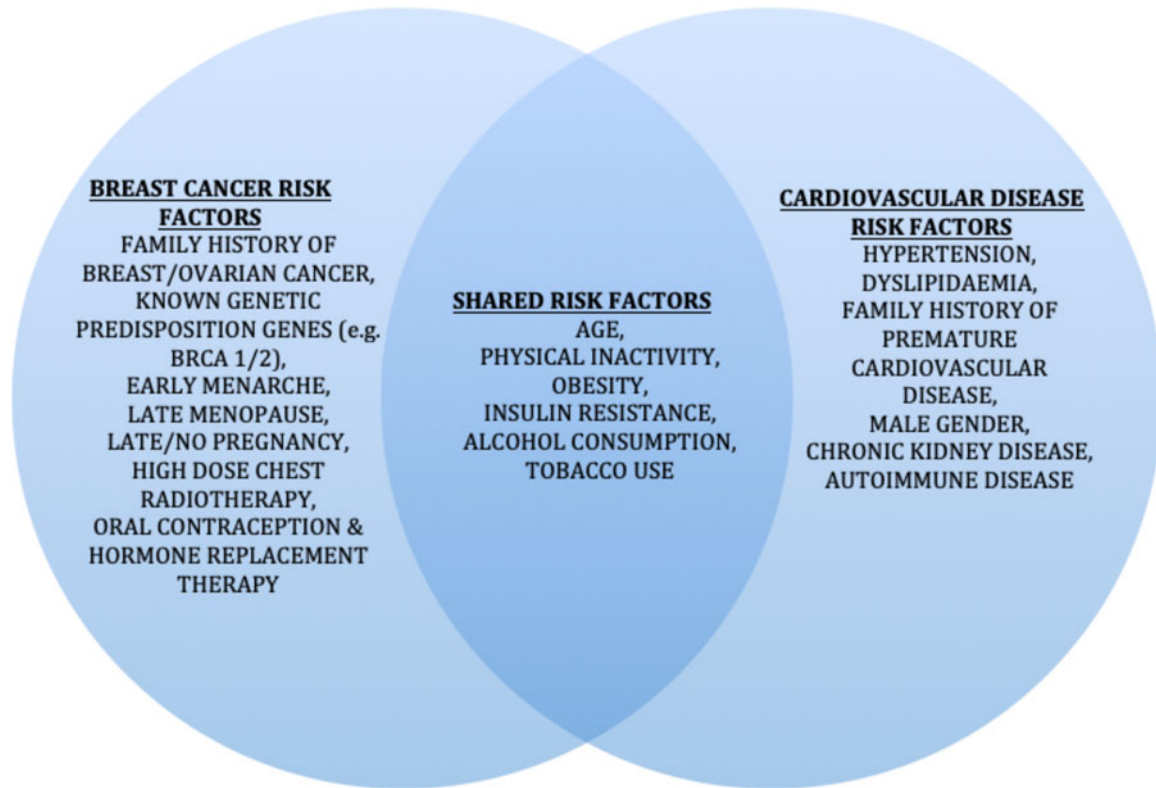 BREAST CANCER RISK
FACTORS
FAMILY HISTORY OF
BREAST/OVARIAN CANCER,
KNOWN GENETIC
PREDISPOSITION GENES (e.g.
BRCA 1/2),
EARLY MENARCHE,
LATE MENOPAUSE,
LATE/NO PREGNANCY,
HIGH DOSE CHEST
RADIOTHERAPY,
ORAL CONTRACEPTION &
HORMONE REPLACEMENT
THERAPY
SHARED RISK FACTORS
AGE,
PHYSICAL INACTIVITY,
OBESITY,
INSULIN RESISTANCE,
ALCOHOL CONSUMPTION,
TOBACCO USE
CARDIOVASCULAR DISEASE
RISK FACTORS
HYPERTENSION,
DYSLIPIDAEMIA,
FAMILY HISTORY OF
PREMATURE
CARDIOVASCULAR
DISEASE,
MALE GENDER,
CHRONIC KIDNEY DISEASE,
AUTOIMMUNE DISEASE